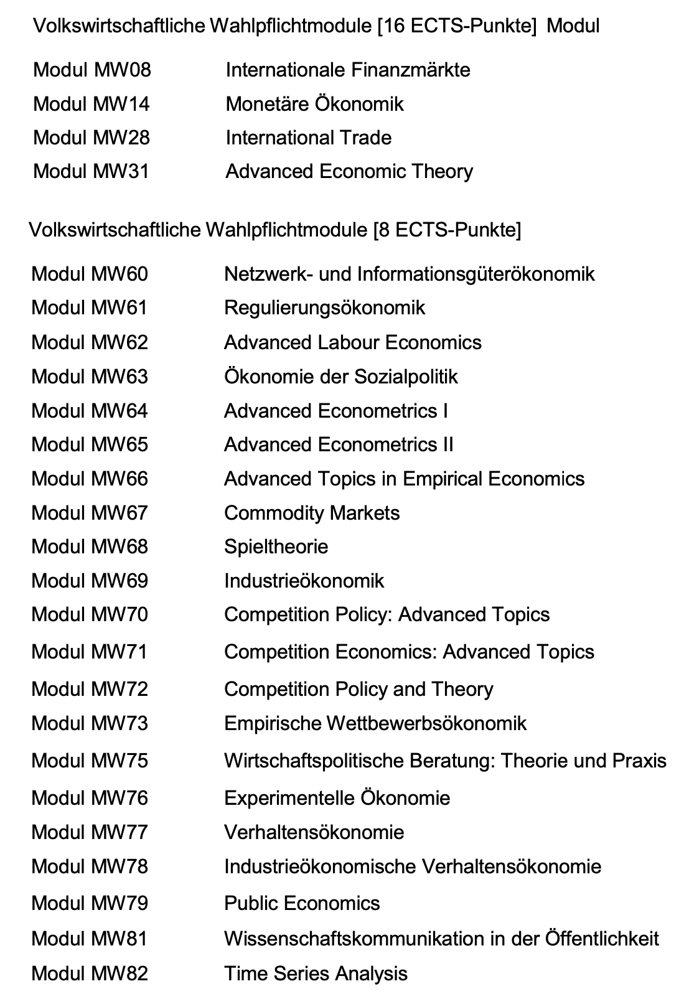 Volkswirtschaftliche Wahlpflichtmodule [16 ECTS-Punkte] Modul
Modul MW08 Internationale Finanzmärkte
Modul MW14 Monetäre Ökonomik
Modul MW28 International Trade
Modul MW31 Advanced Economic Theory
Volkswirtschaftliche Wahlpflichtmodule [8 ECTS-Punkte]
Modul MW60 Netzwerk- und Informationsgüterökonomik
Modul MW61 Regulierungsökonomik
Modul MW62 Advanced Labour Economics
Modul MW63 Ökonomie der Sozialpolitik
Modul MW64 Advanced Econometrics I
Modul MW65 Advanced Econometrics II
Modul MW66 Advanced Topics in Empirical Economics
Modul MW67 Commodity Markets
Modul MW68 Spieltheorie
Modul MW69 Industrieökonomik
Modul MW70 Competition Policy: Advanced Topics
Modul MW71 Competition Economics: Advanced Topics
Modul MW72 Competition Policy and Theory
Modul MW73 Empirische Wettbewerbsökonomik
Modul MW75 Wirtschaftspolitische Beratung: Theorie und Praxis
Modul MW76 Experimentelle Ökonomie
Modul MW77 Verhaltensökonomie
Modul MW78 Industrieökonomische Verhaltensökonomie
Modul MW79 Public Economics
Modul MW81 Wissenschaftskommunikation in der Öffentlichkeit
Modul MW82 Time Series Analysis